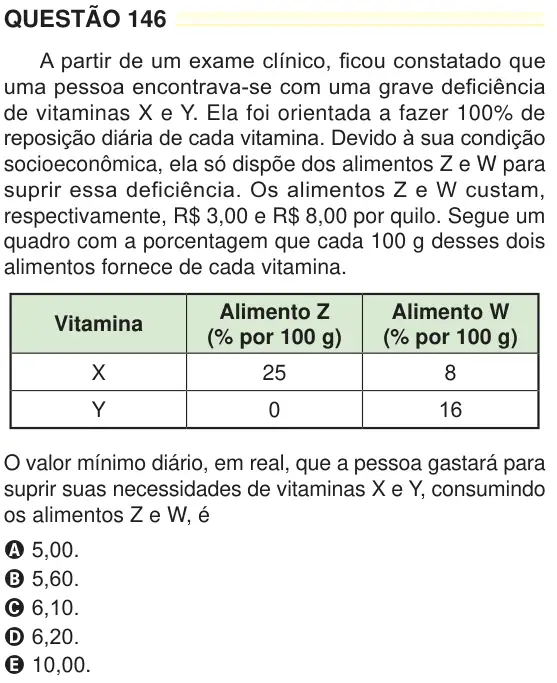 QUESTÃO 146
A partir de um exame clínico, ficou constatado que
uma pessoa encontrava-se com uma grave deficiência
de vitaminas X e Y. Ela foi orientada a fazer 100% de
reposição diária de cada vitamina. Devido à sua condição
socioeconômica, ela só dispõe dos alimentos Z e W para
suprir essa deficiência. Os alimentos Z e W custam,
respectivamente, R$ 3,00 e R$ 8,00 por quilo. Segue um
quadro com a porcentagem que cada 100 g desses dois
alimentos fornece de cada vitamina.
Vitamina Alimento Z (% por 100 g) Alimento W (% por 100 g)
X 25 8
Y 0 16
O valor mínimo diário, em real, que a pessoa gastará para
suprir suas necessidades de vitaminas X e Y, consumindo
os alimentos Z e W, é
A 5,00.
B 5,60.
C 6,10.
D 6,20.
E 10,00.